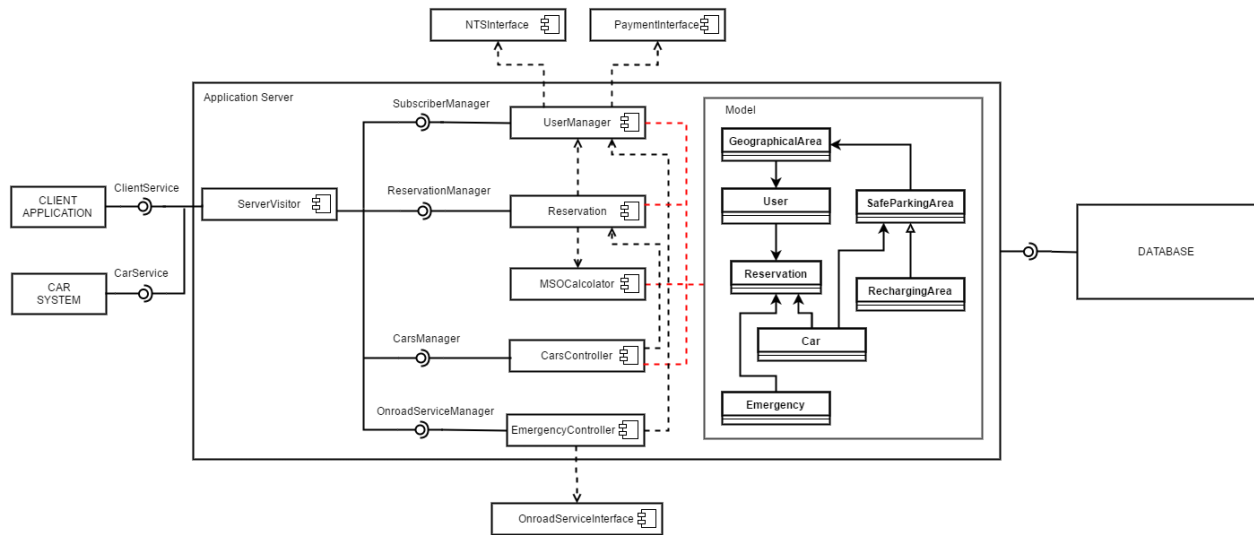 NTSInterface
PaymentInterface
Application Server
SubscriberManager
UserManager
Model
GeographicalArea
ClientService
CLIENT
APPLICATION
ServerVisitor
ReservationManager
Reservation
User
SafeParkingArea
CarService
CAR
SYSTEM
MSOCalcolator
Reservation
RechargingArea
DATABASE
CarsManager
CarsController
Car
OnroadServiceManager
EmergencyController
Emergency
OnroadServiceInterface